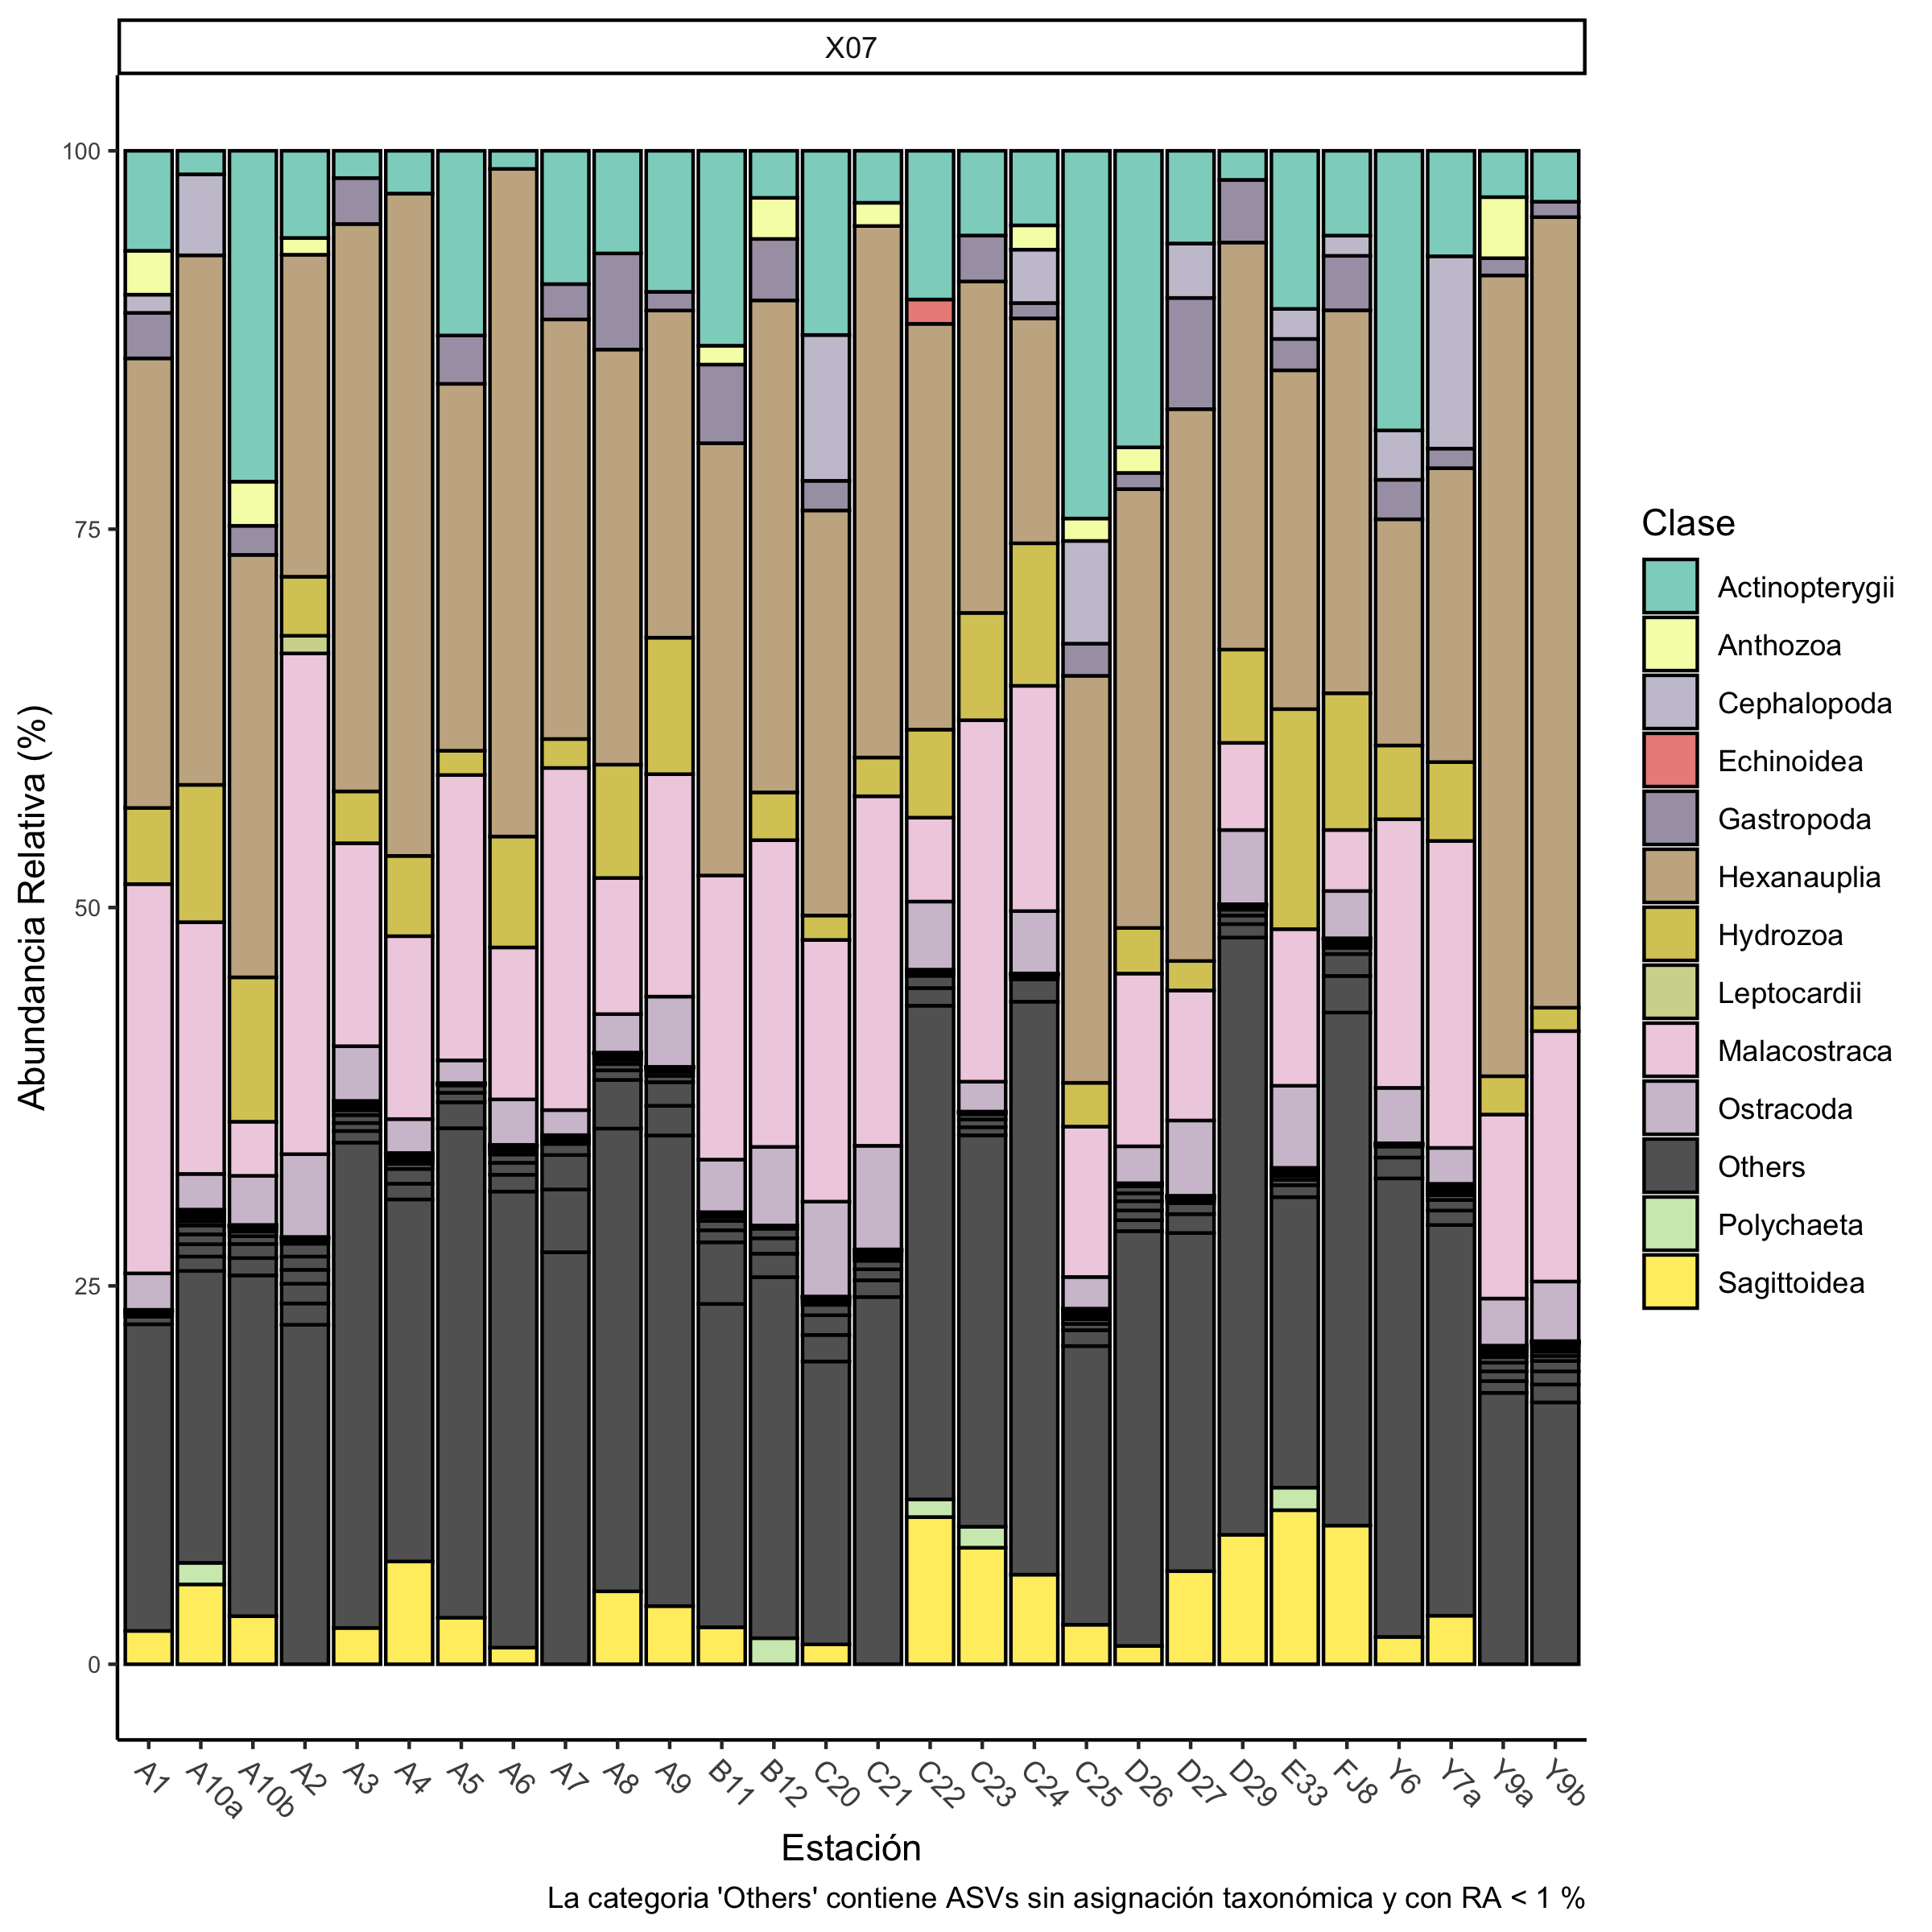 X07
Abundancia Relativa (%)
100
75
50
25
0
A1 A10a A10b A2 A3 A4 A5 A6 A7 A8 A9 B11 B12 C20 C21 C22 C23 C24 C25 D26 D27 D29 E33 FJ8 Y6 Y7a Y9a Y9b
Estación
La categoria 'Others' contiene ASVs sin asignación taxonómica y con RA < 1 %
Clase
Actinopterygii
Anthozoa
Cephalopoda
Echinoidea
Gastropoda
Hexanauplia
Hydrozoa
Leptocardii
Malacostraca
Ostracoda
Others
Polychaeta
Sagittoidea